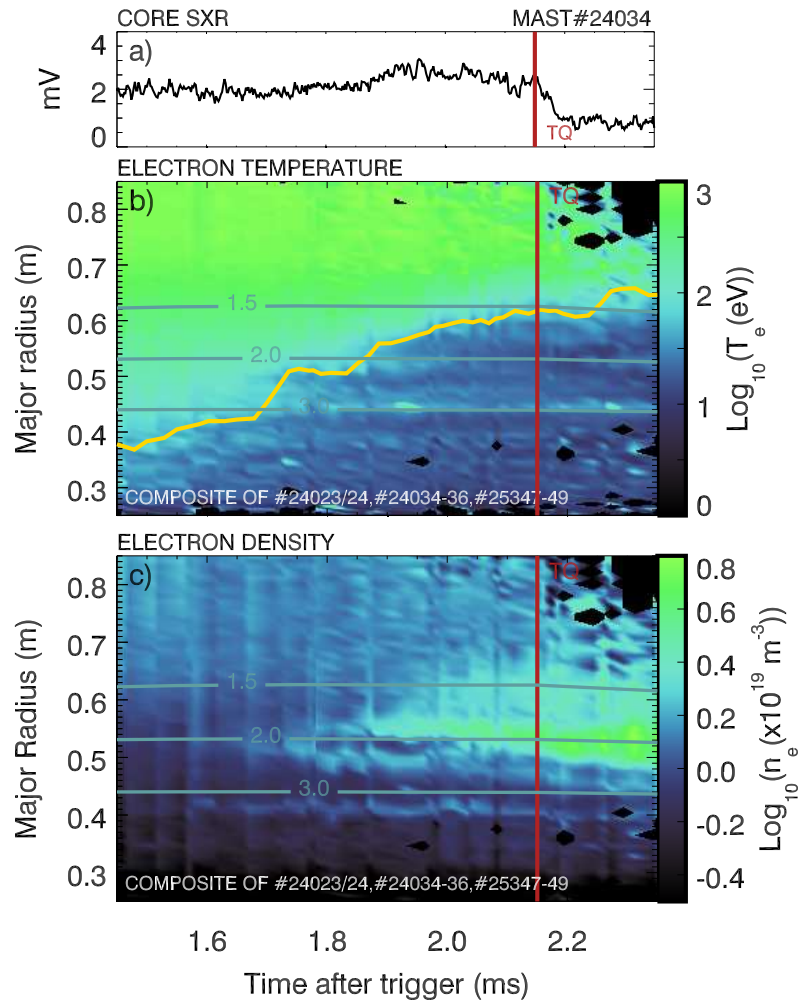 CORE SXR MAST#24034
a)
4
2
0
mV
TQ
ELECTRON TEMPERATURE
b)
TQ
0.8
0.7
0.6
0.5
0.4
0.3
Major radius (m)
1.5
2.0
3.0
COMPOSITE OF #24023/24,#24034-36,#25347-49
3
2
1
0
Log10(Te (eV))
ELECTRON DENSITY
c)
TQ
0.8
0.7
0.6
0.5
0.4
0.3
Major Radius (m)
1.5
2.0
3.0
COMPOSITE OF #24023/24,#24034-36,#25347-49
0.8
0.6
0.4
0.2
0.0
-0.2
-0.4
Log10(ne (x10^19 m^-3))
1.6 1.8 2.0 2.2
Time after trigger (ms)